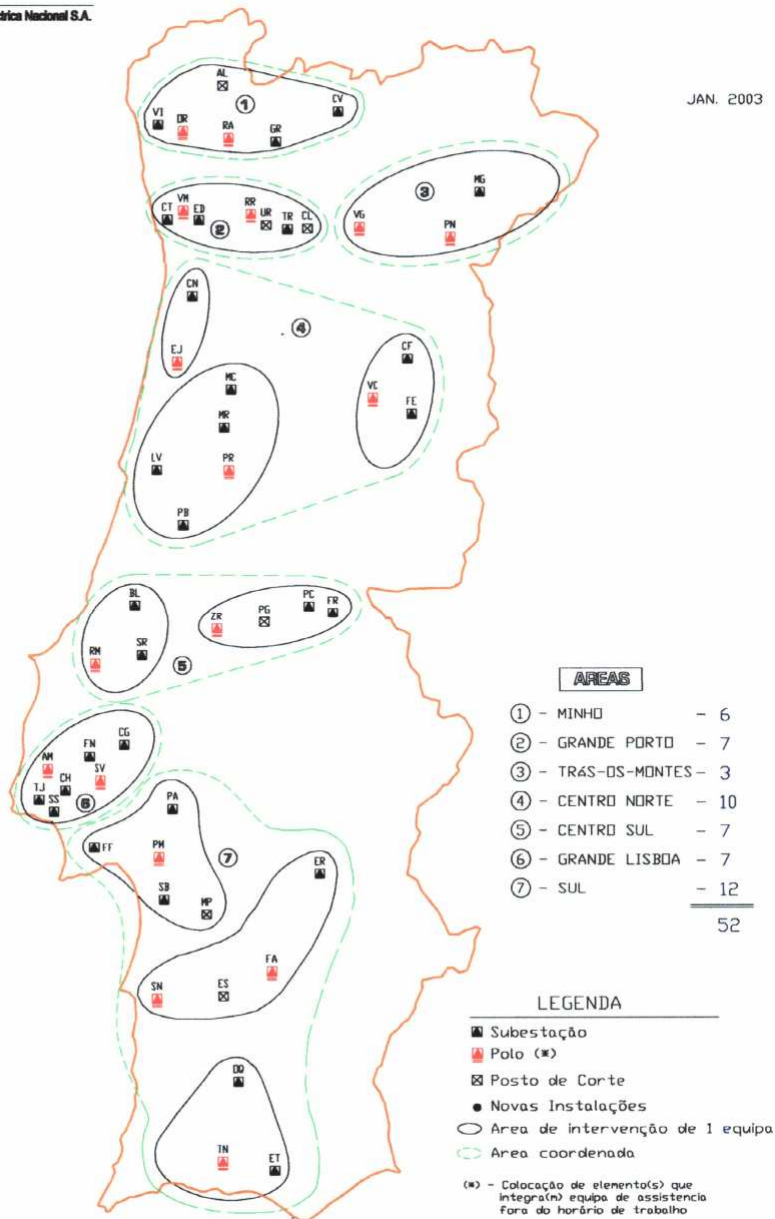 ctrica Nacional S.A.
JAN. 2003
AL
1
CV
VI
OR
RA
GR
3
MG
VG
PN
CT
VM
ED
RR
UR
TR
CL
2
CN
EJ
4
MC
MR
LV
PR
PB
CF
VC
FE
BL
RM
SR
ZR
PG
PC
FR
5
CG
FN
AM
CH
SV
TJ
SS
6
PA
FF
PM
7
SB
MP
ER
FA
SN
ES
TN
ET
AREAS
1 - MINHO - 6
2 - GRANDE PORTO - 7
3 - TRáS-OS-MONTES - 3
4 - CENTRO NORTE - 10
5 - CENTRO SUL - 7
6 - GRANDE LISBOA - 7
7 - SUL - 12
52
LEGENDA
Subestação
Polo (*)
Posto de Corte
Novas Instalações
Area de intervenção de 1 equipa
Area coordenada
(*) - Colocação de elemento(s) que
integra(m) equipa de assistencia
fora do horário de trabalho